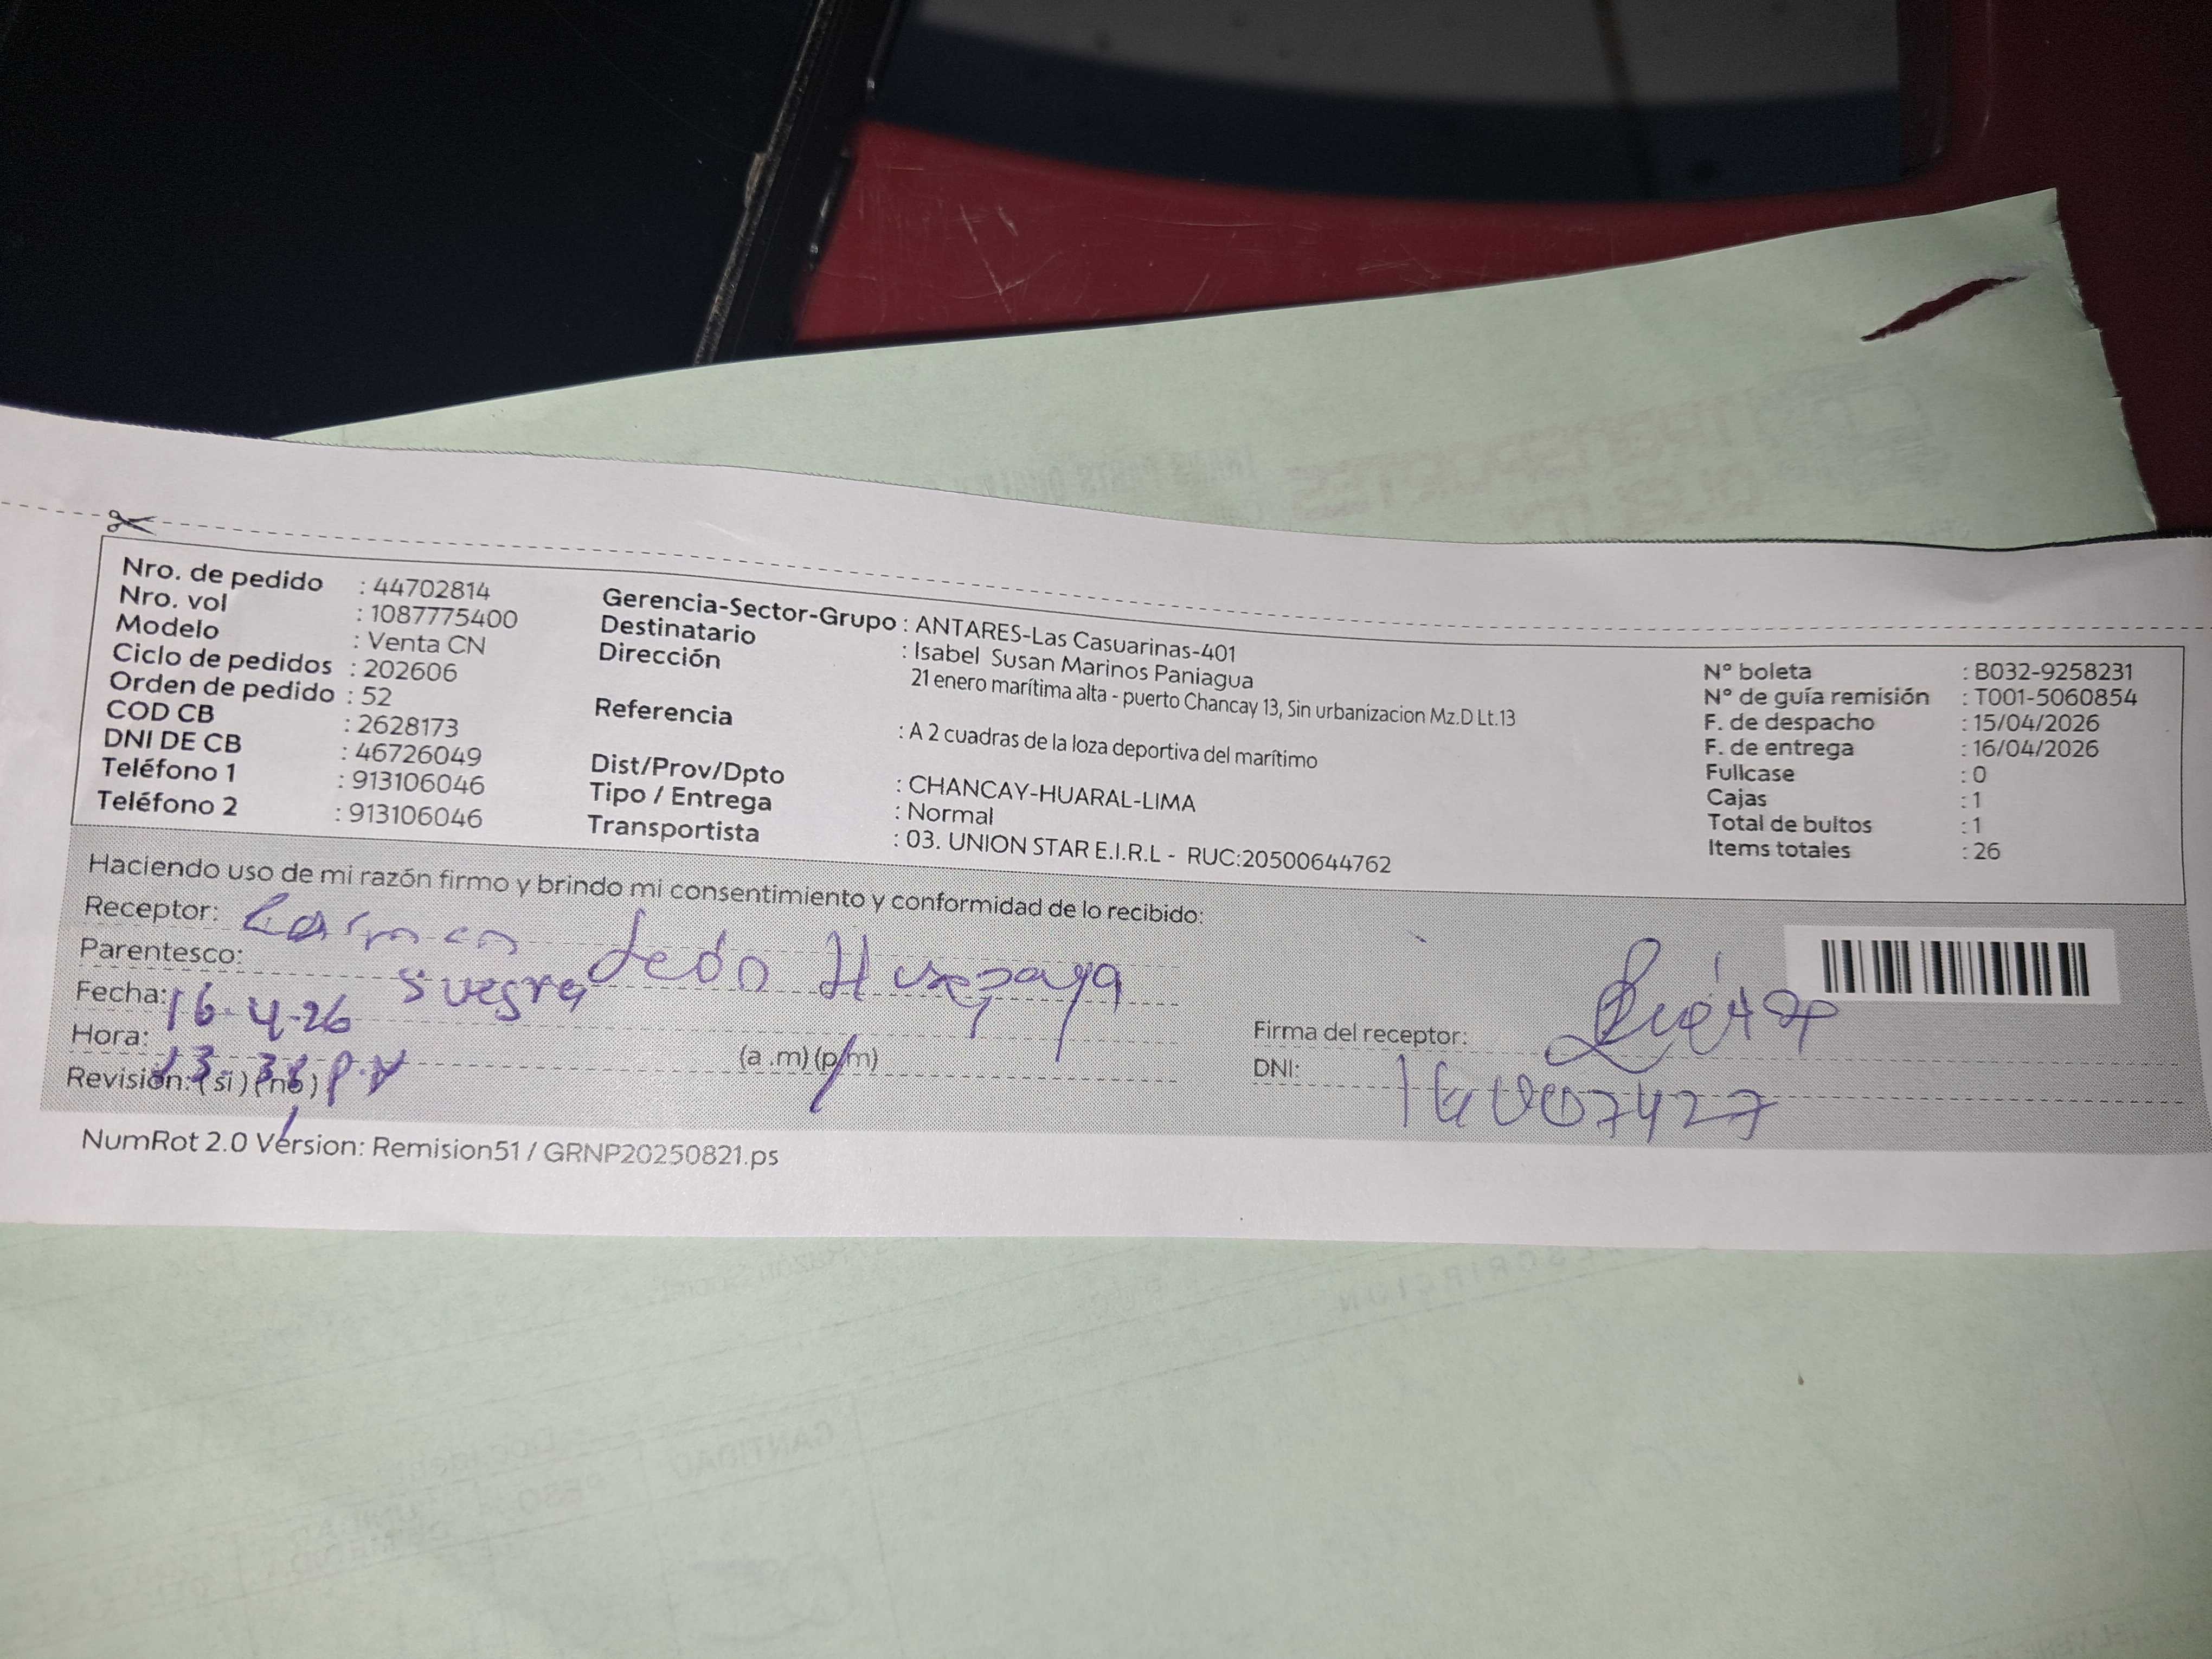 Nro. de pedido : 44702814
Nro. vol : 1087775400
Modelo : Venta CN
Ciclo de pedidos : 202606
Orden de pedido : 52
COD CB : 2628173
DNI DE CB : 46726049
Teléfono 1 : 913106046
Teléfono 2 : 913106046
Gerencia-Sector-Grupo : ANTARES-Las Casuarinas-401
Destinatario : Isabel Susan Marinos Paniagua
Dirección 21 enero marítima alta - puerto Chancay 13, Sin urbanizacion Mz.D Lt.13
Referencia : A 2 cuadras de la loza deportiva del marítimo
Dist/Prov/Dpto : CHANCAY-HUARAL-LIMA
Tipo / Entrega : Normal
Transportista : 03. UNION STAR E.I.R.L - RUC:20500644762
N° boleta : B032-9258231
N° de guía remisión : T001-5060854
F. de despacho : 15/04/2026
F. de entrega : 16/04/2026
Fullcase : 0
Cajas : 1
Total de bultos : 1
Items totales : 26
Haciendo uso de mi razón firmo y brindo mi consentimiento y conformidad de lo recibido:
Receptor: Carmen León Huapaya
Parentesco: Suegra
Fecha: 16-4-26
Hora: (a .m) (p/m)
Revisión: (si) (no)
Firma del receptor:
DNI:
NumRot 2.0 Version: Remision51 / GRNP20250821.ps